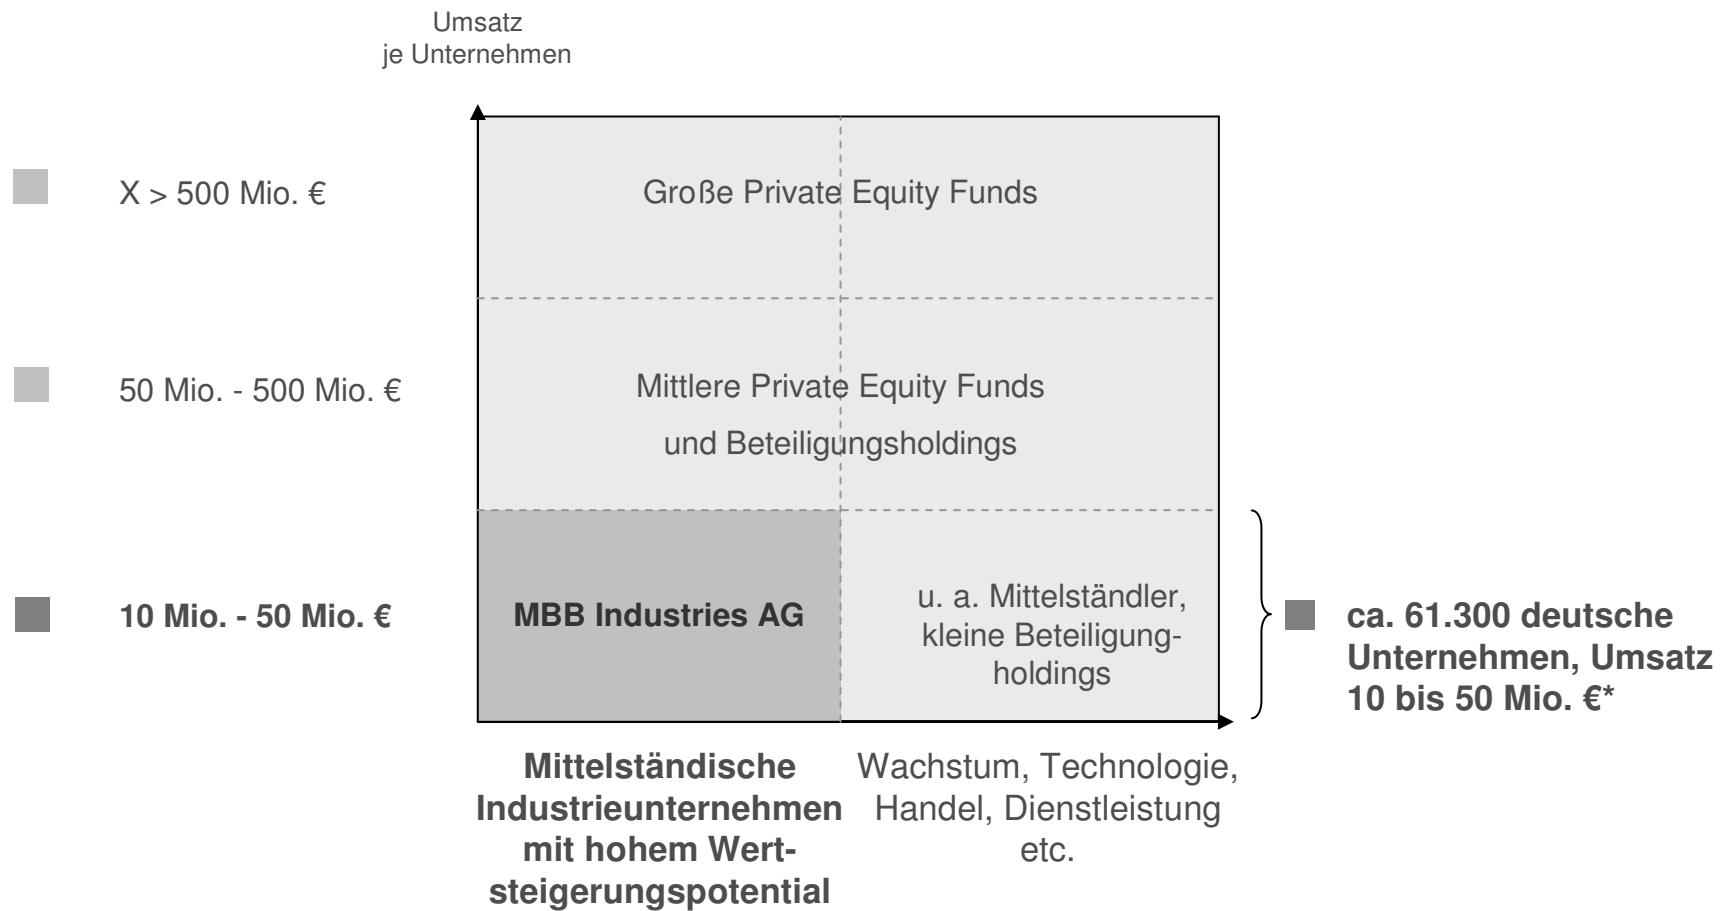 Umsatz
je Unternehmen
X > 500 Mio. €
Große Private Equity Funds
50 Mio. - 500 Mio. €
Mittlere Private Equity Funds
und Beteiligungsholdings
10 Mio. - 50 Mio. €
MBB Industries AG
u. a. Mittelständler,
kleine Beteiligung-
holdings
ca. 61.300 deutsche
Unternehmen, Umsatz
10 bis 50 Mio. €*
Mittelständische
Industrieunternehmen
mit hohem Wert-
steigerungspotential
Wachstum, Technologie,
Handel, Dienstleistung
etc.